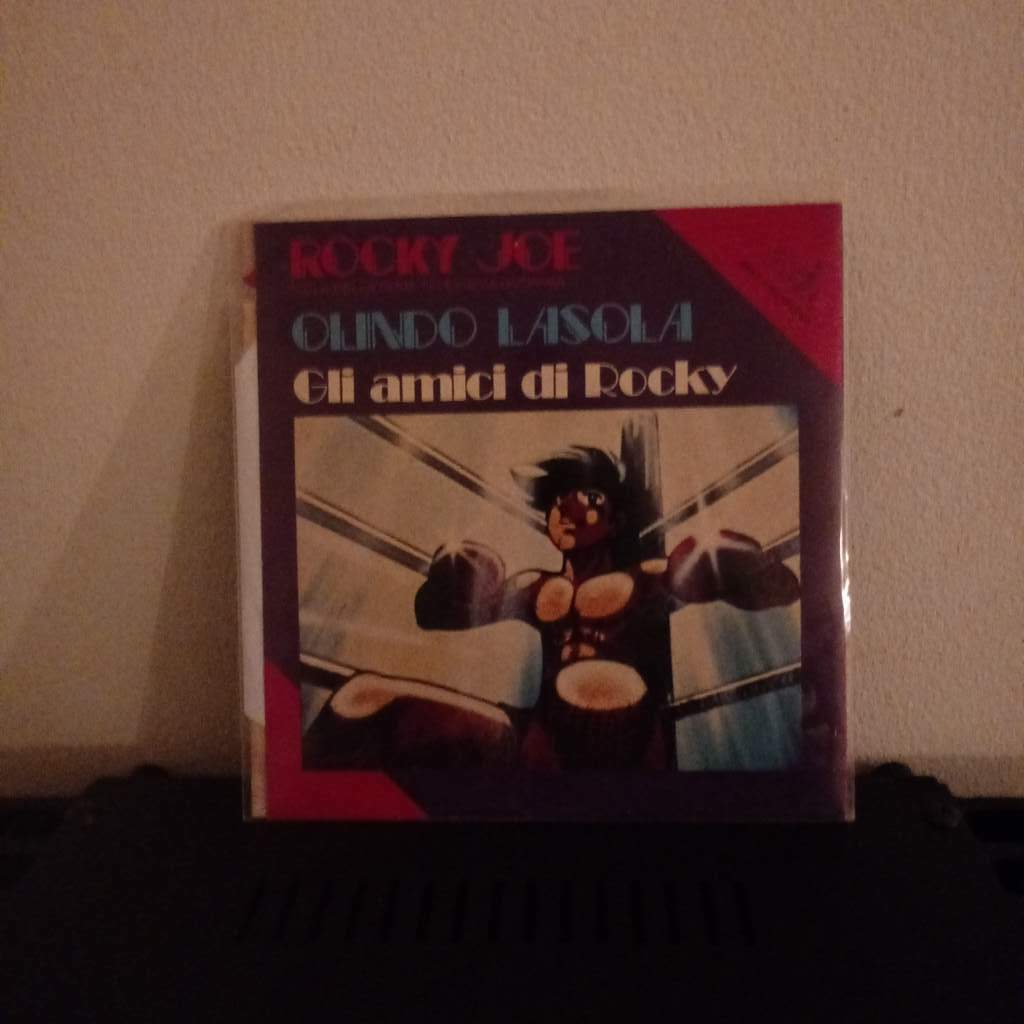 ROCKY JOE
OLINDO LASOLA
Gli amici di Rocky